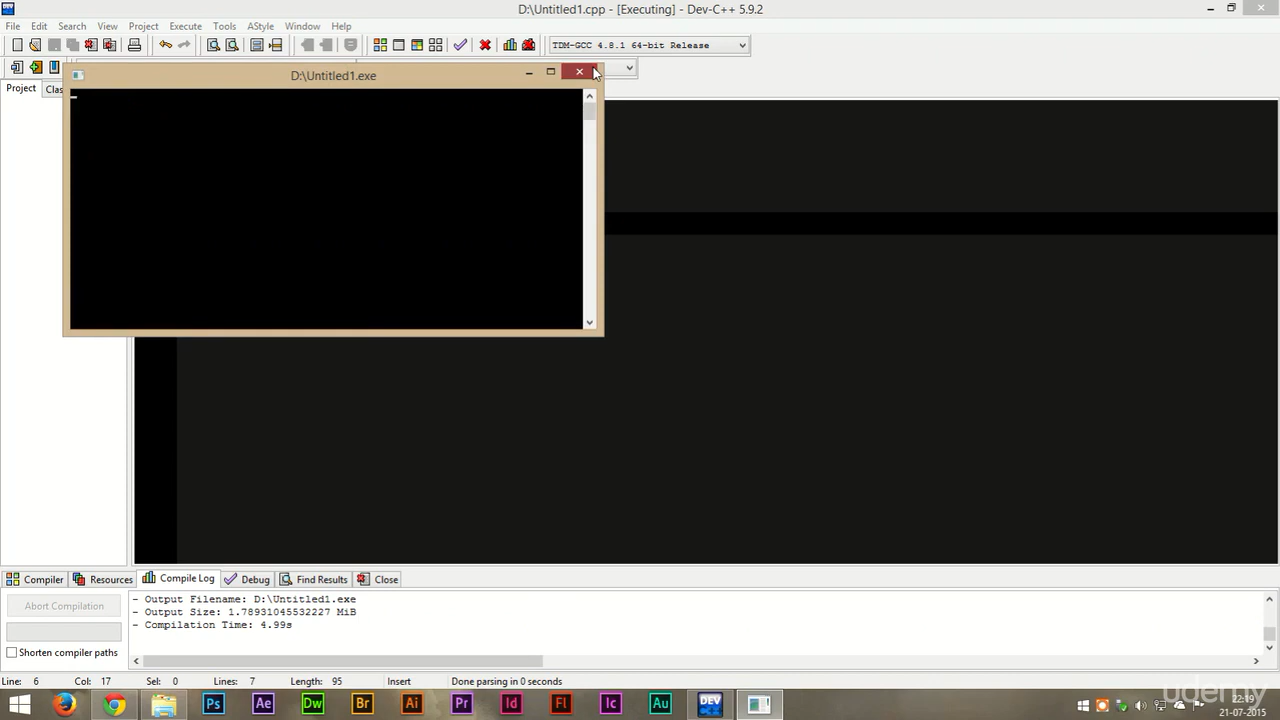 D:\Untitled1.cpp - [Executing] - Dev-C++ 5.9.2
File Edit Search View Project Execute Tools AStyle Window Help
TDM-GCC 4.8.1 64-bit Release
D:\Untitled1.exe
Project Clas
Compiler Resources Compile Log Debug Find Results Close
Abort Compilation
Shorten compiler paths
- Output Filename: D:\Untitled1.exe
- Output Size: 1.78931045532227 MiB
- Compilation Time: 4.99s
Line: 6 Col: 17 Sel: 0 Lines: 7 Length: 95 Insert Done parsing in 0 seconds
Ps Ae Dw Br Ai Pr Id Fl Ic Au DEV
udemy
22:19
21-07-2015